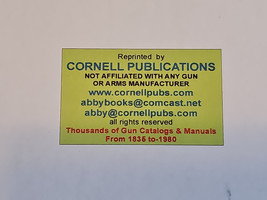 Reprinted by
CORNELL PUBLICATIONS
NOT AFFILIATED WITH ANY GUN
OR ARMS MANUFACTURER
www.cornellpubs.com
abbybooks@comcast.net
abby@cornellpubs.com
all rights reserved
Thousands of Gun Catalogs & Manuals
From 1835 to-1980